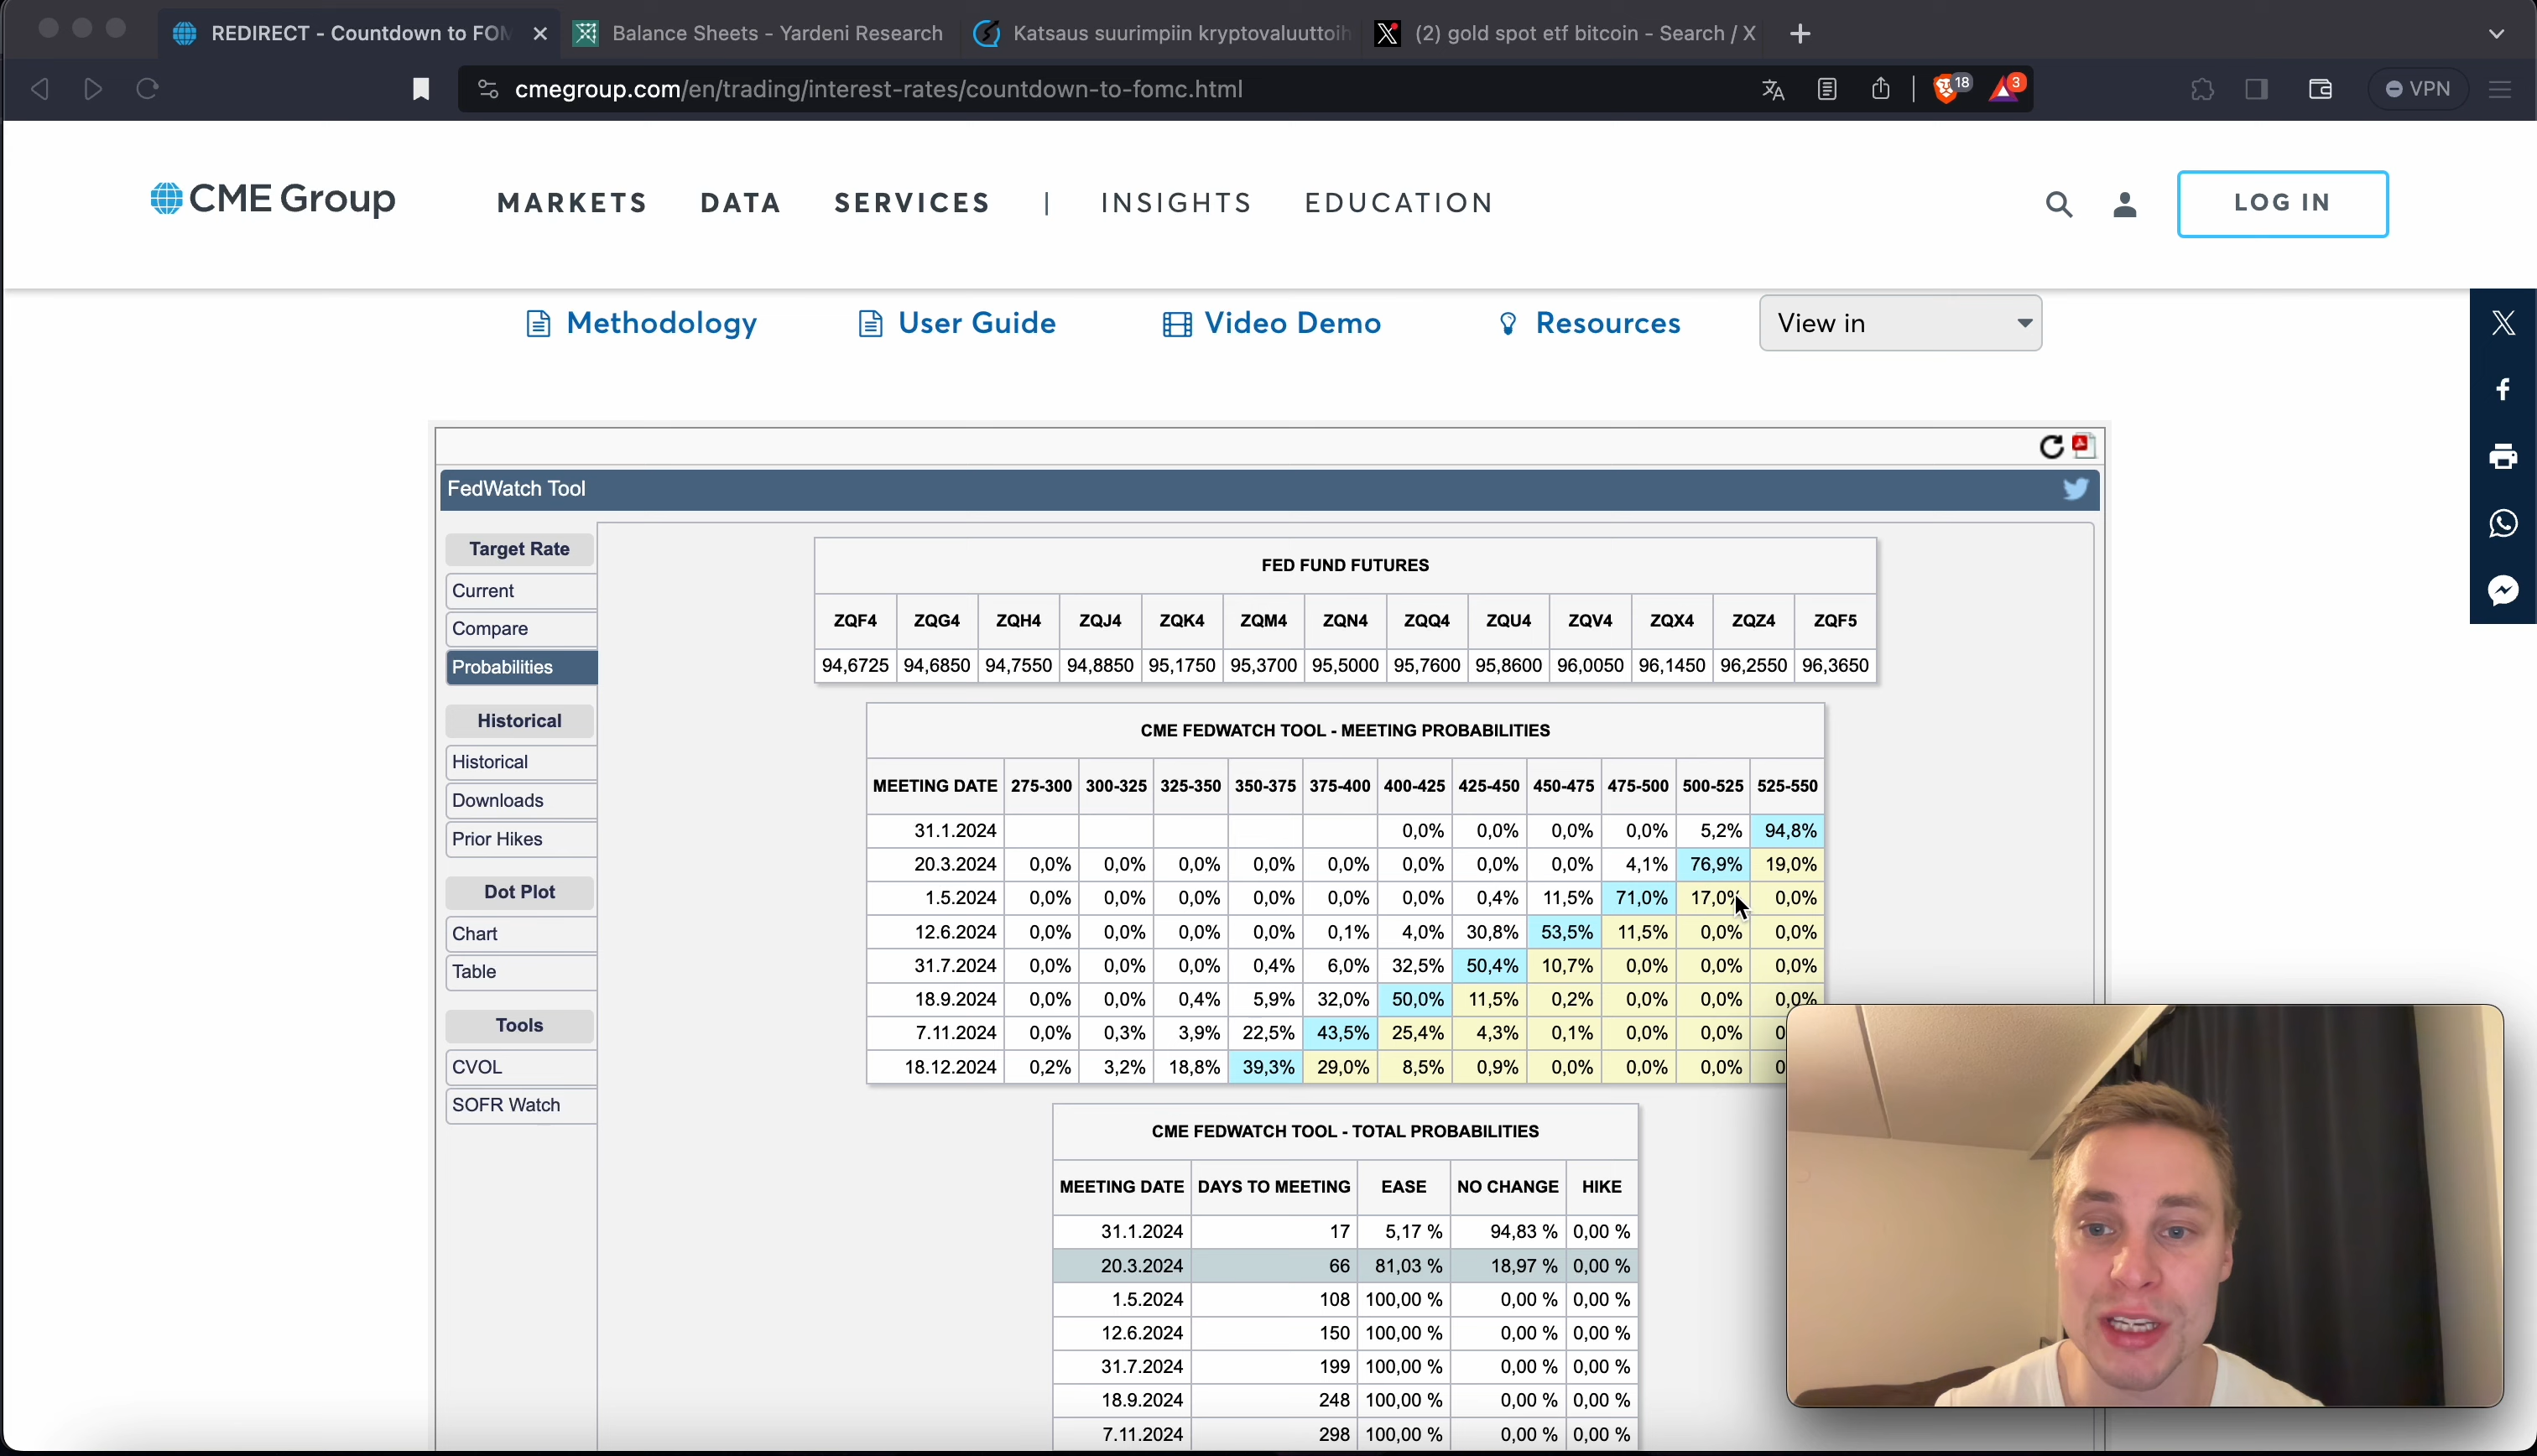 REDIRECT - Countdown to FOM
Balance Sheets - Yardeni Research
Katsaus suurimpiin kryptovaluuttoih
(2) gold spot etf bitcoin - Search / X
cmegroup.com/en/trading/interest-rates/countdown-to-fomc.html
18
3
VPN
CME Group
MARKETS DATA SERVICES | INSIGHTS EDUCATION
LOG IN
Methodology
User Guide
Video Demo
Resources
View in
FedWatch Tool
Target Rate
Current
Compare
Probabilities
Historical
Historical
Downloads
Prior Hikes
Dot Plot
Chart
Table
Tools
CVOL
SOFR Watch
FED FUND FUTURES
ZQF4 ZQG4 ZQH4 ZQJ4 ZQK4 ZQM4 ZQN4 ZQQ4 ZQU4 ZQV4 ZQX4 ZQZ4 ZQF5
94,6725 94,6850 94,7550 94,8850 95,1750 95,3700 95,5000 95,7600 95,8600 96,0050 96,1450 96,2550 96,3650
CME FEDWATCH TOOL - MEETING PROBABILITIES
MEETING DATE 275-300 300-325 325-350 350-375 375-400 400-425 425-450 450-475 475-500 500-525 525-550
31.1.2024 0,0% 0,0% 0,0% 0,0% 5,2% 94,8%
20.3.2024 0,0% 0,0% 0,0% 0,0% 0,0% 0,0% 0,0% 0,0% 4,1% 76,9% 19,0%
1.5.2024 0,0% 0,0% 0,0% 0,0% 0,0% 0,0% 0,4% 11,5% 71,0% 17,0% 0,0%
12.6.2024 0,0% 0,0% 0,0% 0,0% 0,1% 4,0% 30,8% 53,5% 11,5% 0,0% 0,0%
31.7.2024 0,0% 0,0% 0,0% 0,4% 6,0% 32,5% 50,4% 10,7% 0,0% 0,0% 0,0%
18.9.2024 0,0% 0,0% 0,4% 5,9% 32,0% 50,0% 11,5% 0,2% 0,0% 0,0% 0,0%
7.11.2024 0,0% 0,3% 3,9% 22,5% 43,5% 25,4% 4,3% 0,1% 0,0% 0,0% 0
18.12.2024 0,2% 3,2% 18,8% 39,3% 29,0% 8,5% 0,9% 0,0% 0,0% 0,0% 0
CME FEDWATCH TOOL - TOTAL PROBABILITIES
MEETING DATE DAYS TO MEETING EASE NO CHANGE HIKE
31.1.2024 17 5,17 % 94,83 % 0,00 %
20.3.2024 66 81,03 % 18,97 % 0,00 %
1.5.2024 108 100,00 % 0,00 % 0,00 %
12.6.2024 150 100,00 % 0,00 % 0,00 %
31.7.2024 199 100,00 % 0,00 % 0,00 %
18.9.2024 248 100,00 % 0,00 % 0,00 %
7.11.2024 298 100,00 % 0,00 % 0,00 %